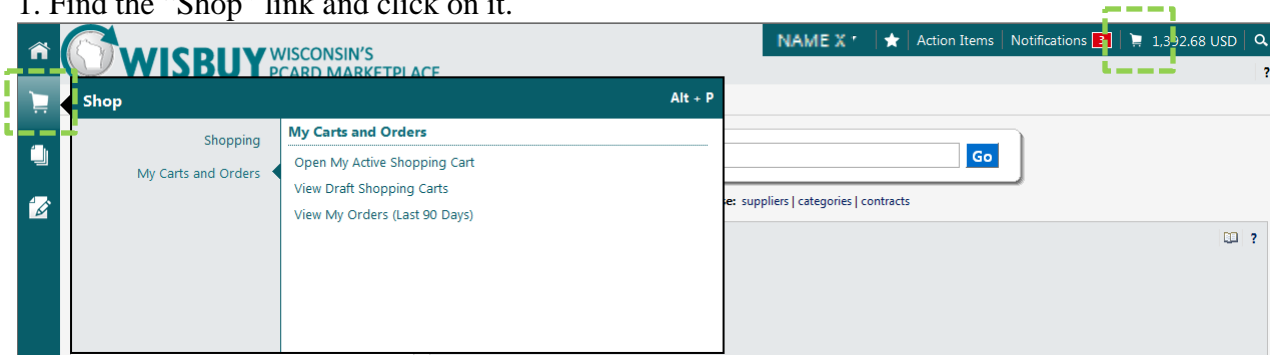 1. Find the "Shop" link and click on it.
NAME X Action Items Notifications 3 1,392.68 USD
WISBUY WISCONSIN'S
PCARD MARKETPLACE
?
Shop Alt + P
Shopping
My Carts and Orders
My Carts and Orders
Open My Active Shopping Cart
View Draft Shopping Carts
View My Orders (Last 90 Days)
Go
suppliers | categories | contracts
?